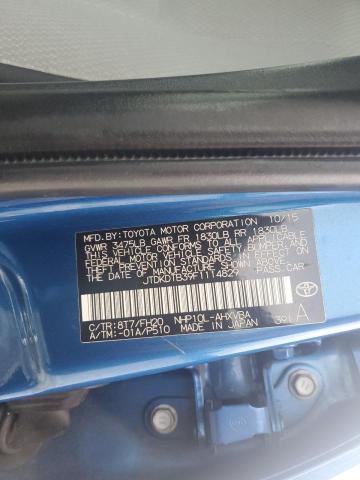 MFD.BY:TOYOTA MOTOR CORPORATION 10/15
GVWR 3475LB GAWR FR 1830LB RR 1830LB
THIS VEHICLE CONFORMS TO ALL APPLICABLE
FEDERAL MOTOR VEHICLE SAFETY, BUMPER, AND
THEFT PREVENTION STANDARDS IN EFFECT ON
THE DATE OF MANUFACTURE SHOWN ABOVE.
JTDKDTB39F1114829 PASS.CAR
C/TR:8T7/FH20 NHP10L-AHXVBA
A/TM:-01A/P510 MADE IN JAPAN 391 A
TOYOTA